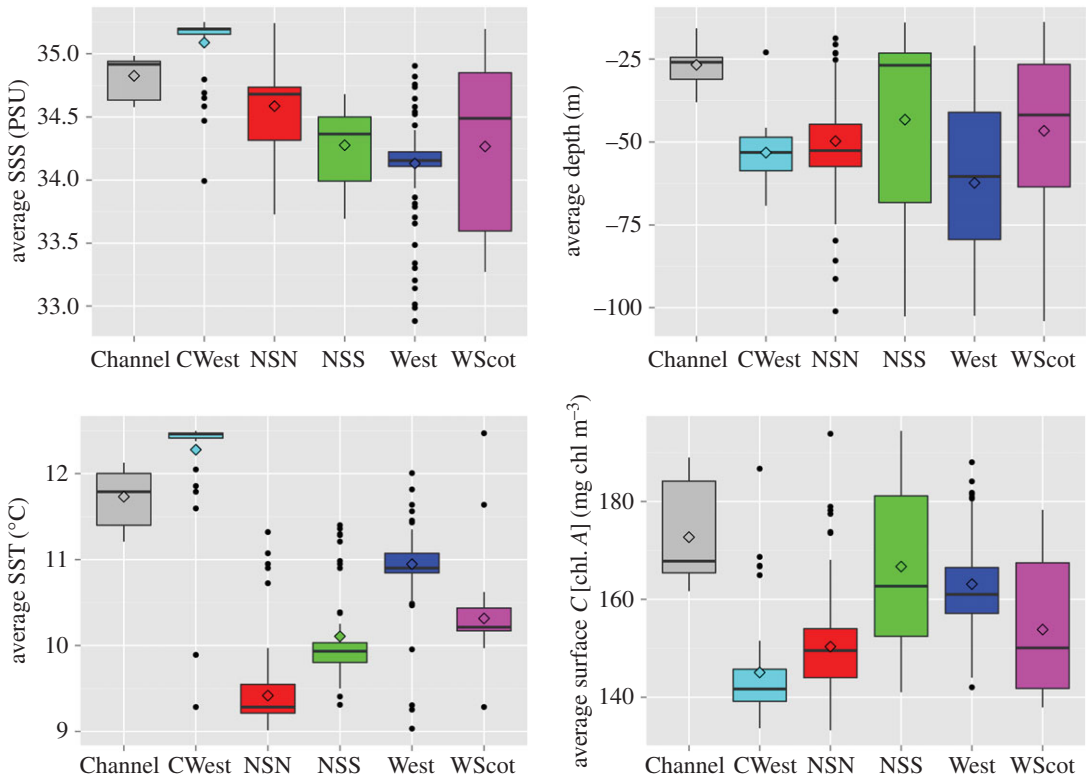 average SSS (PSU)
35.0
34.5
34.0
33.5
33.0
Channel CWest NSN NSS West WScot
average depth (m)
−25
−50
−75
−100
Channel CWest NSN NSS West WScot
average SST (°C)
12
11
10
9
Channel CWest NSN NSS West WScot
average surface C [chl. A] (mg chl m⁻³)
180
160
140
Channel CWest NSN NSS West WScot